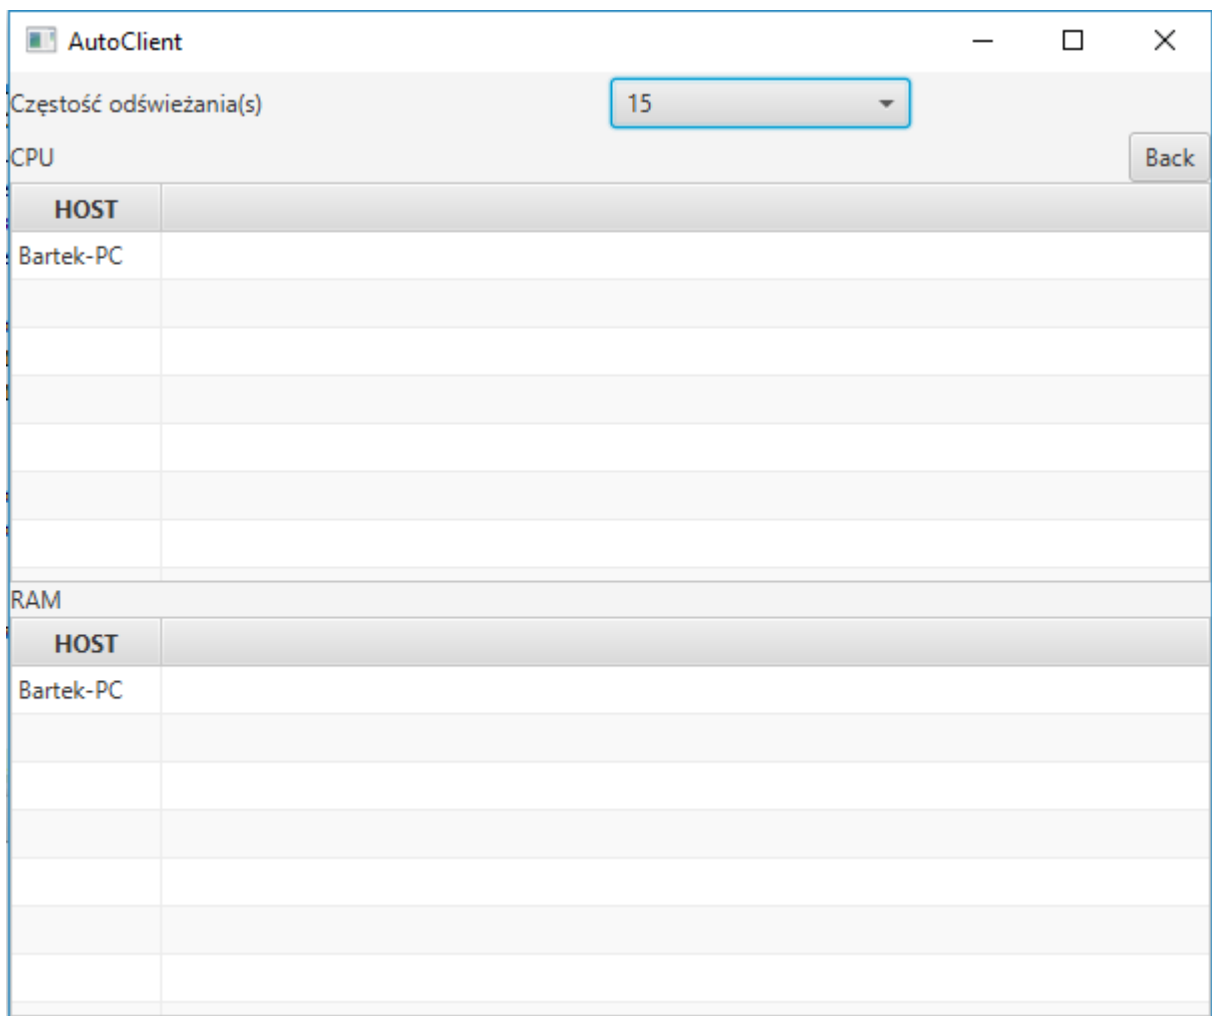 AutoClient
Częstość odświeżania(s) 15
CPU Back
HOST
Bartek-PC
RAM
HOST
Bartek-PC